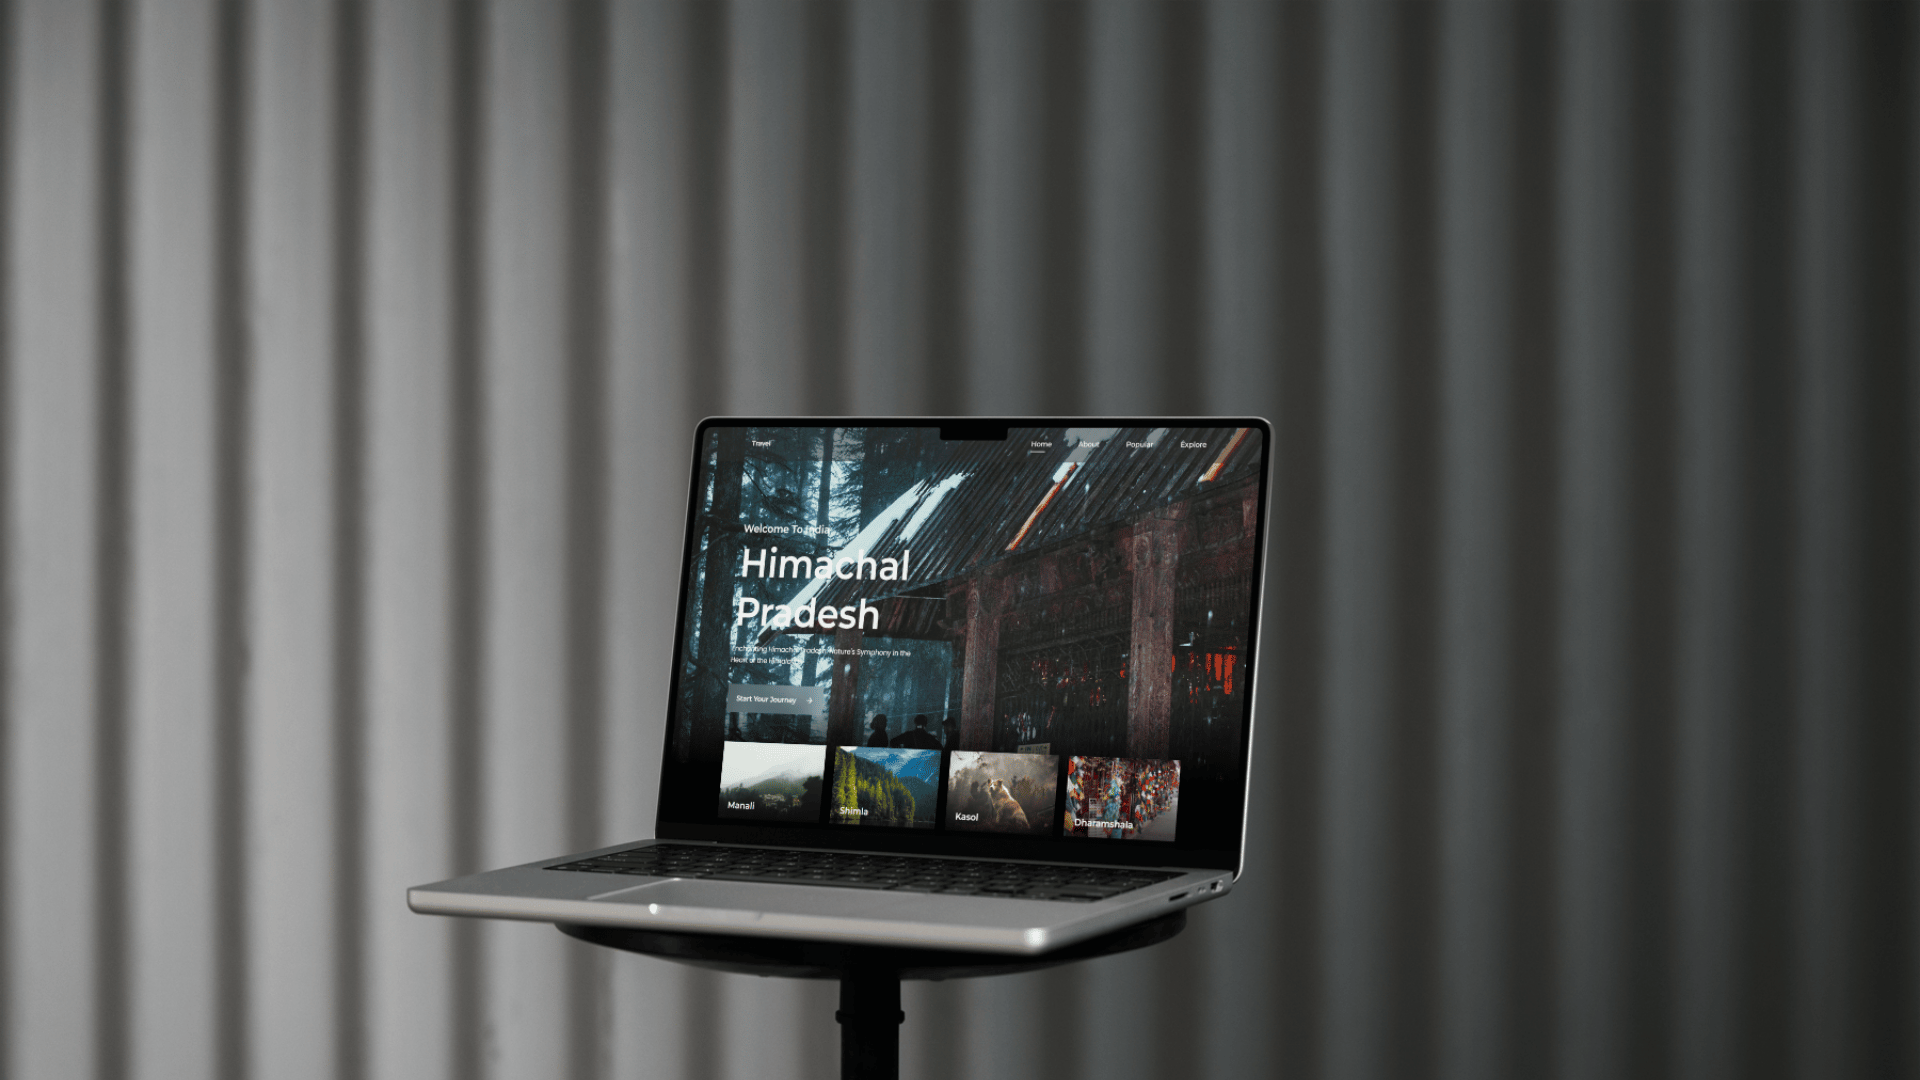 Travel
Home About Popular Explore
Welcome To India
Himachal
Pradesh
Enchanting Himachal Pradesh: Nature's Symphony in the
Heart of the Himalayas
Start Your Journey →
Manali
Shimla
Kasol
Dharamshala